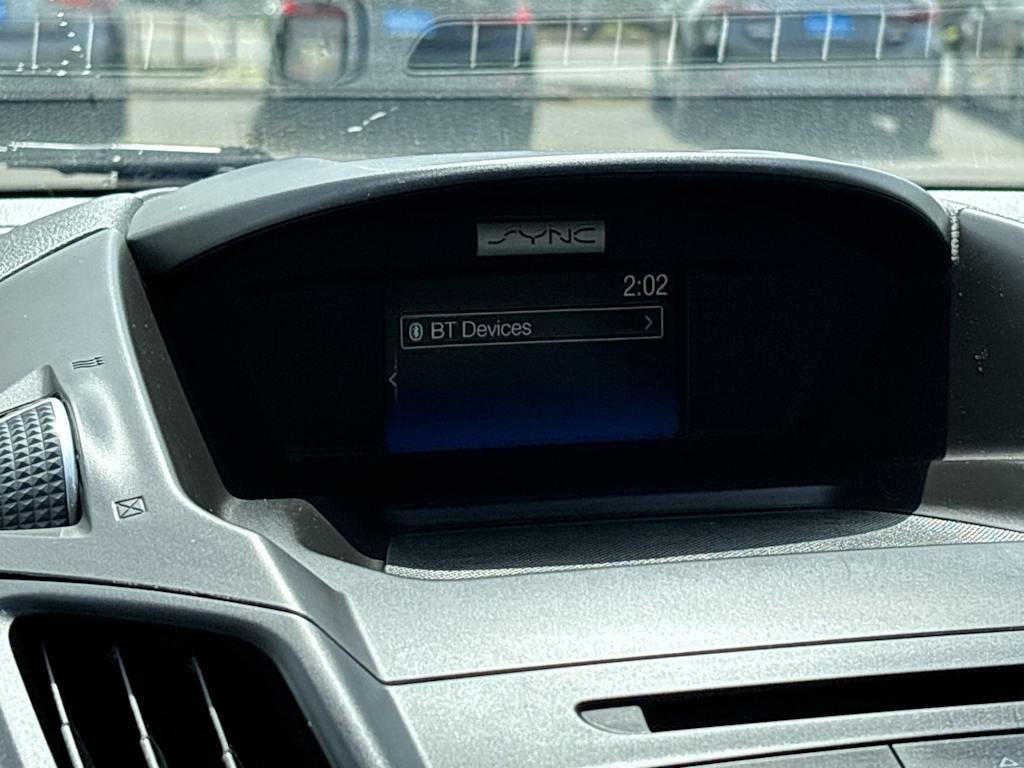 SYNC
2:02
BT Devices